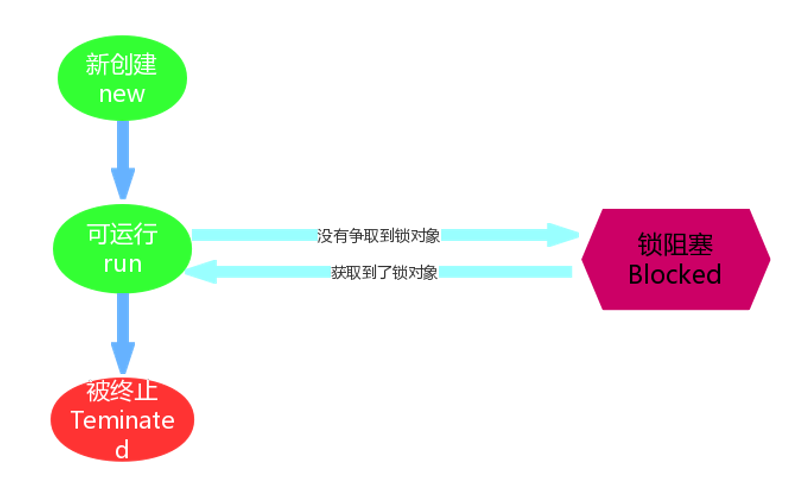 新创建
new
可运行
run
没有争取到锁对象
获取到了锁对象
锁阻塞
Blocked
被终止
Teminate
d